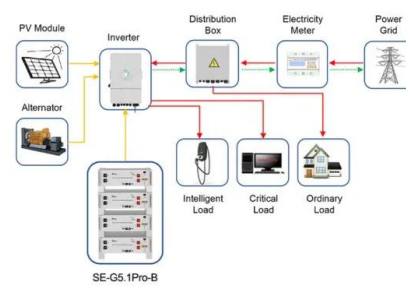 PV Module
Inverter
Distribution
Box
Electricity
Meter
Power
Grid
Alternator
Intelligent
Load
Critical
Load
Ordinary
Load
SE-G5.1Pro-B